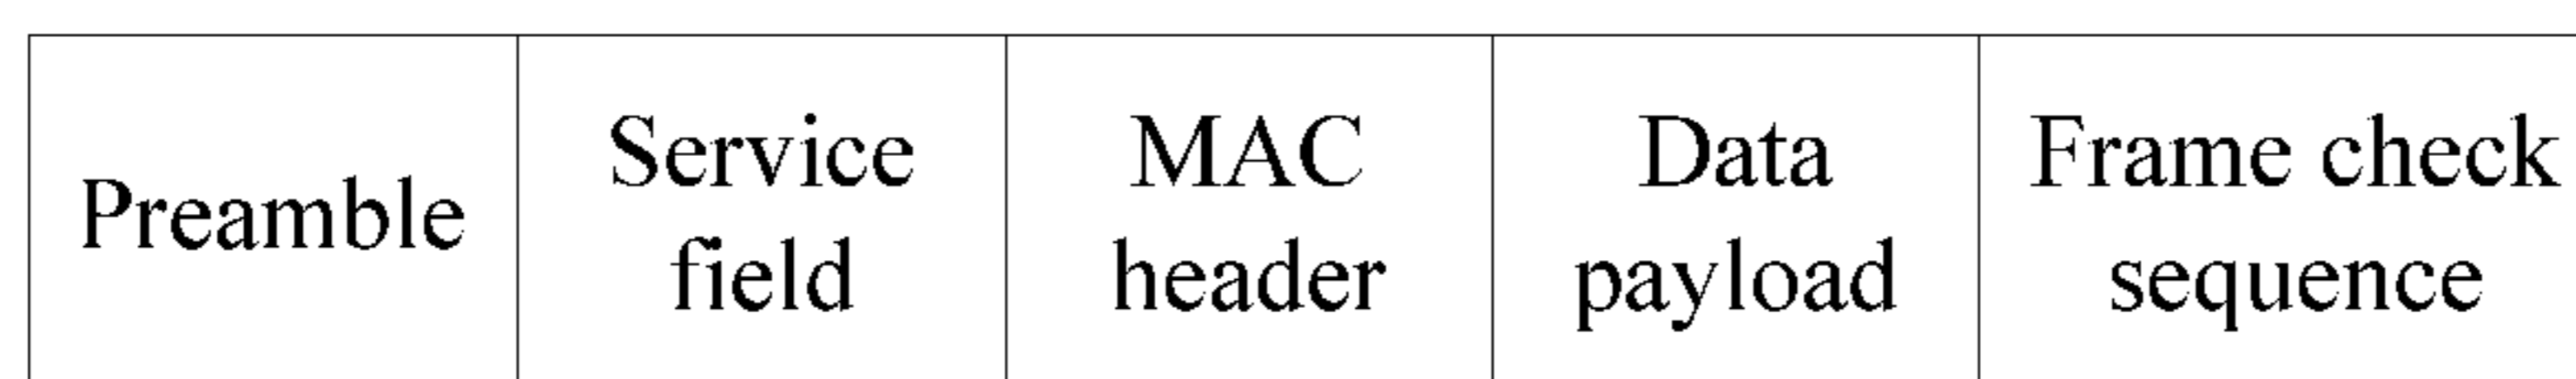 Preamble
Service
field
MAC
header
Data
payload
Frame check
sequence